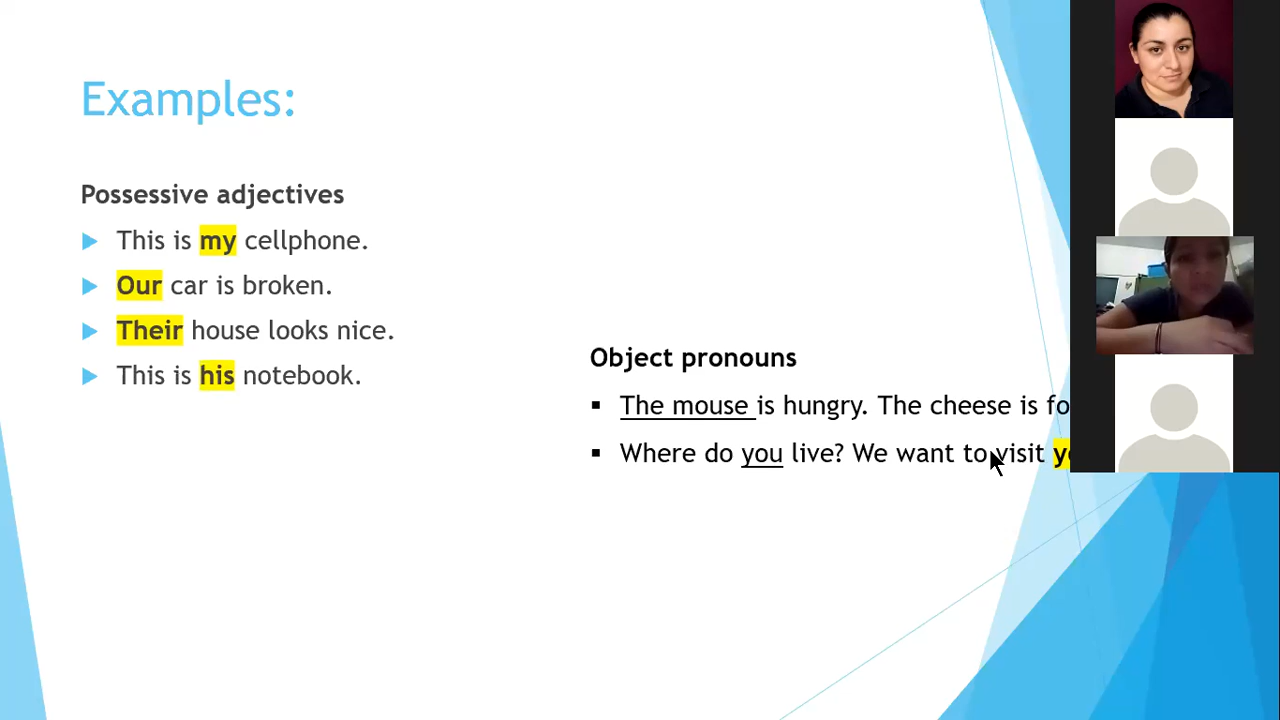 Examples:
Possessive adjectives
This is my cellphone.
Our car is broken.
Their house looks nice.
This is his notebook.
Object pronouns
The mouse is hungry. The cheese is
Where do you live? We want to visit